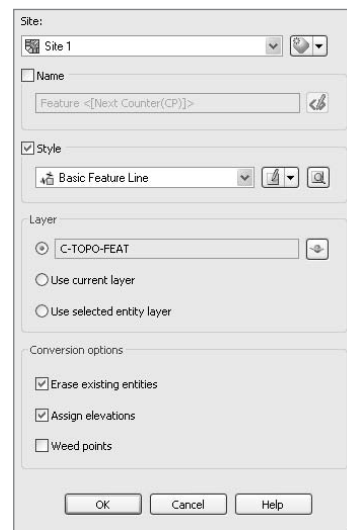 Site:
Site 1
Name
Feature <[Next Counter(CP)]>
Style
Basic Feature Line
Layer
C-TOPO-FEAT
Use current layer
Use selected entity layer
Conversion options
Erase existing entities
Assign elevations
Weed points
OK Cancel Help